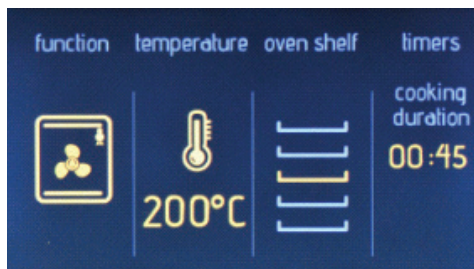 function temperature oven shelf timers
cooking
duration
00:45
200°C